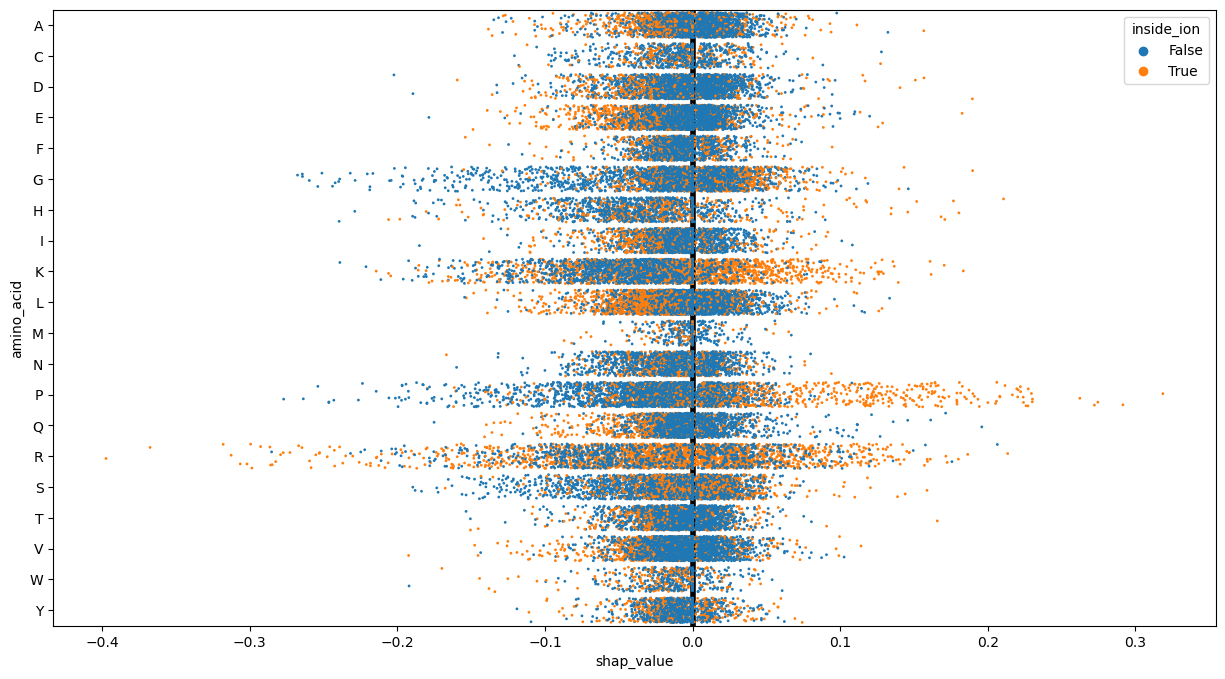 inside_ion
False
True
amino_acid
A
C
D
E
F
G
H
I
K
L
M
N
P
Q
R
S
T
V
W
Y
−0.4 −0.3 −0.2 −0.1 0.0 0.1 0.2 0.3
shap_value